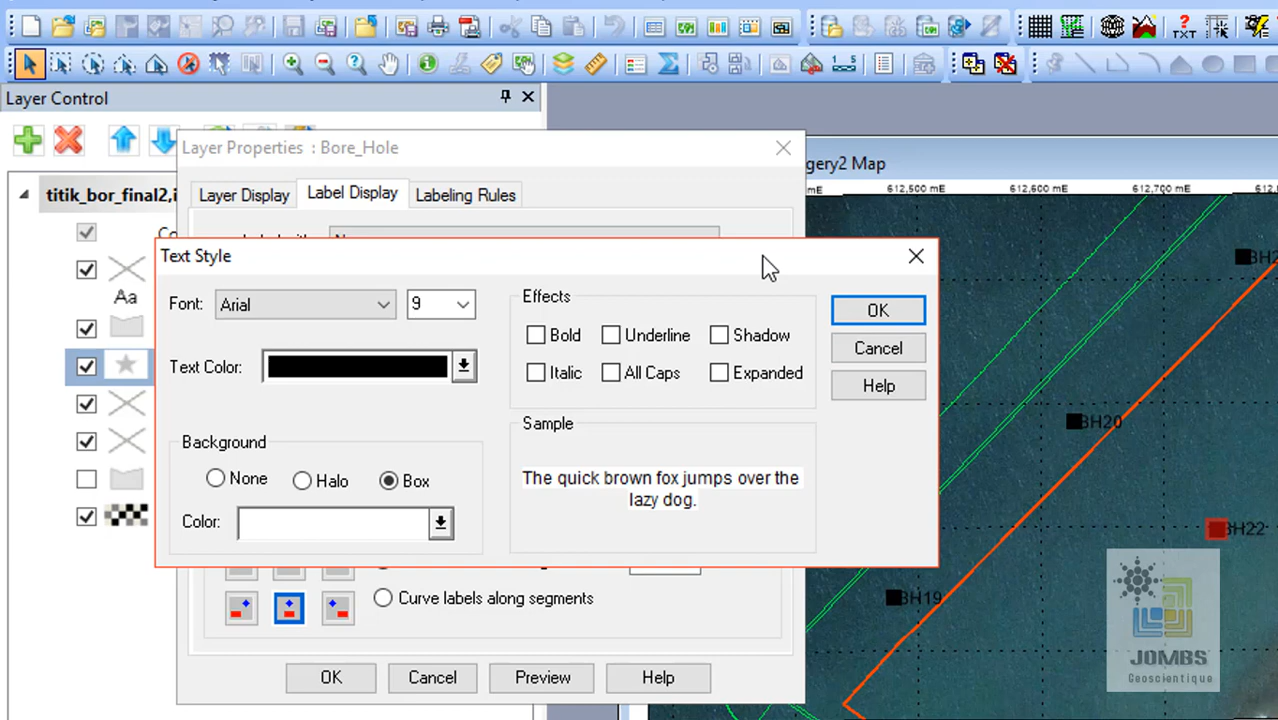 TXT
Layer Control
Layer Properties : Bore_Hole
gery2 Map
titik_bor_final2,i
Layer Display
Label Display
Labeling Rules
mE
612,500 mE
612,600 mE
612,700 mE
Text Style
Font:
Arial
9
Effects
Bold
Underline
Shadow
Italic
All Caps
Expanded
OK
Cancel
Help
Text Color:
Aa
Background
None
Halo
Box
Color:
Sample
The quick brown fox jumps over the
lazy dog.
Curve labels along segments
OK
Cancel
Preview
Help
BH20
BH22
BH19
JOMBS
Geoscientique